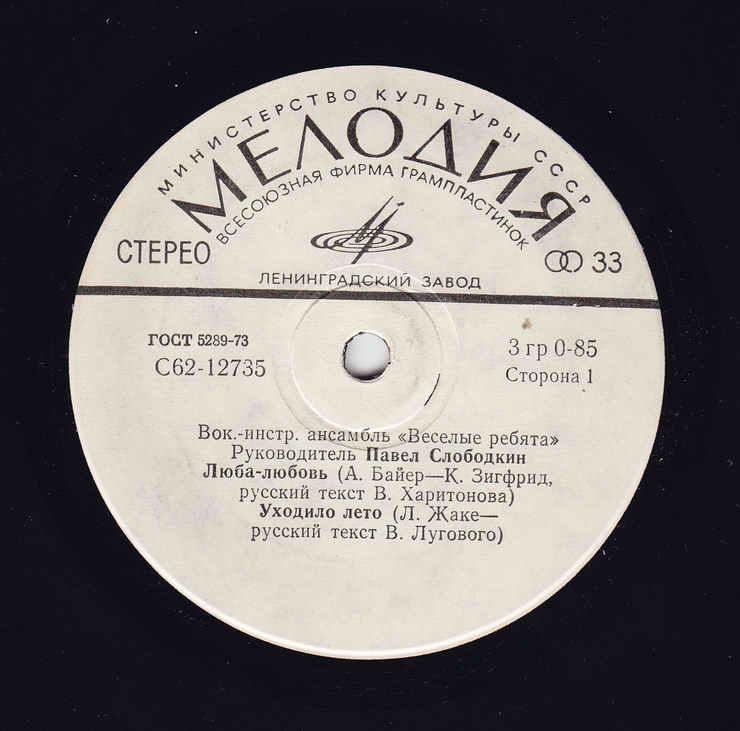 МИНИСТЕРСТВО КУЛЬТУРЫ СССР
МЕЛОДИЯ
ВСЕСОЮЗНАЯ ФИРМА ГРАМПЛАСТИНОК
СТЕРЕО
33
ЛЕНИНГРАДСКИЙ ЗАВОД
ГОСТ 5289-73
С62-12735
3 гр 0-85
Сторона 1
Вок.-инстр. ансамбль «Веселые ребята»
Руководитель Павел Слободкин
Люба-любовь (А. Байер—К. Зигфрид,
русский текст В. Харитонова)
Уходило лето (Л. Жаке—
русский текст В. Лугового)